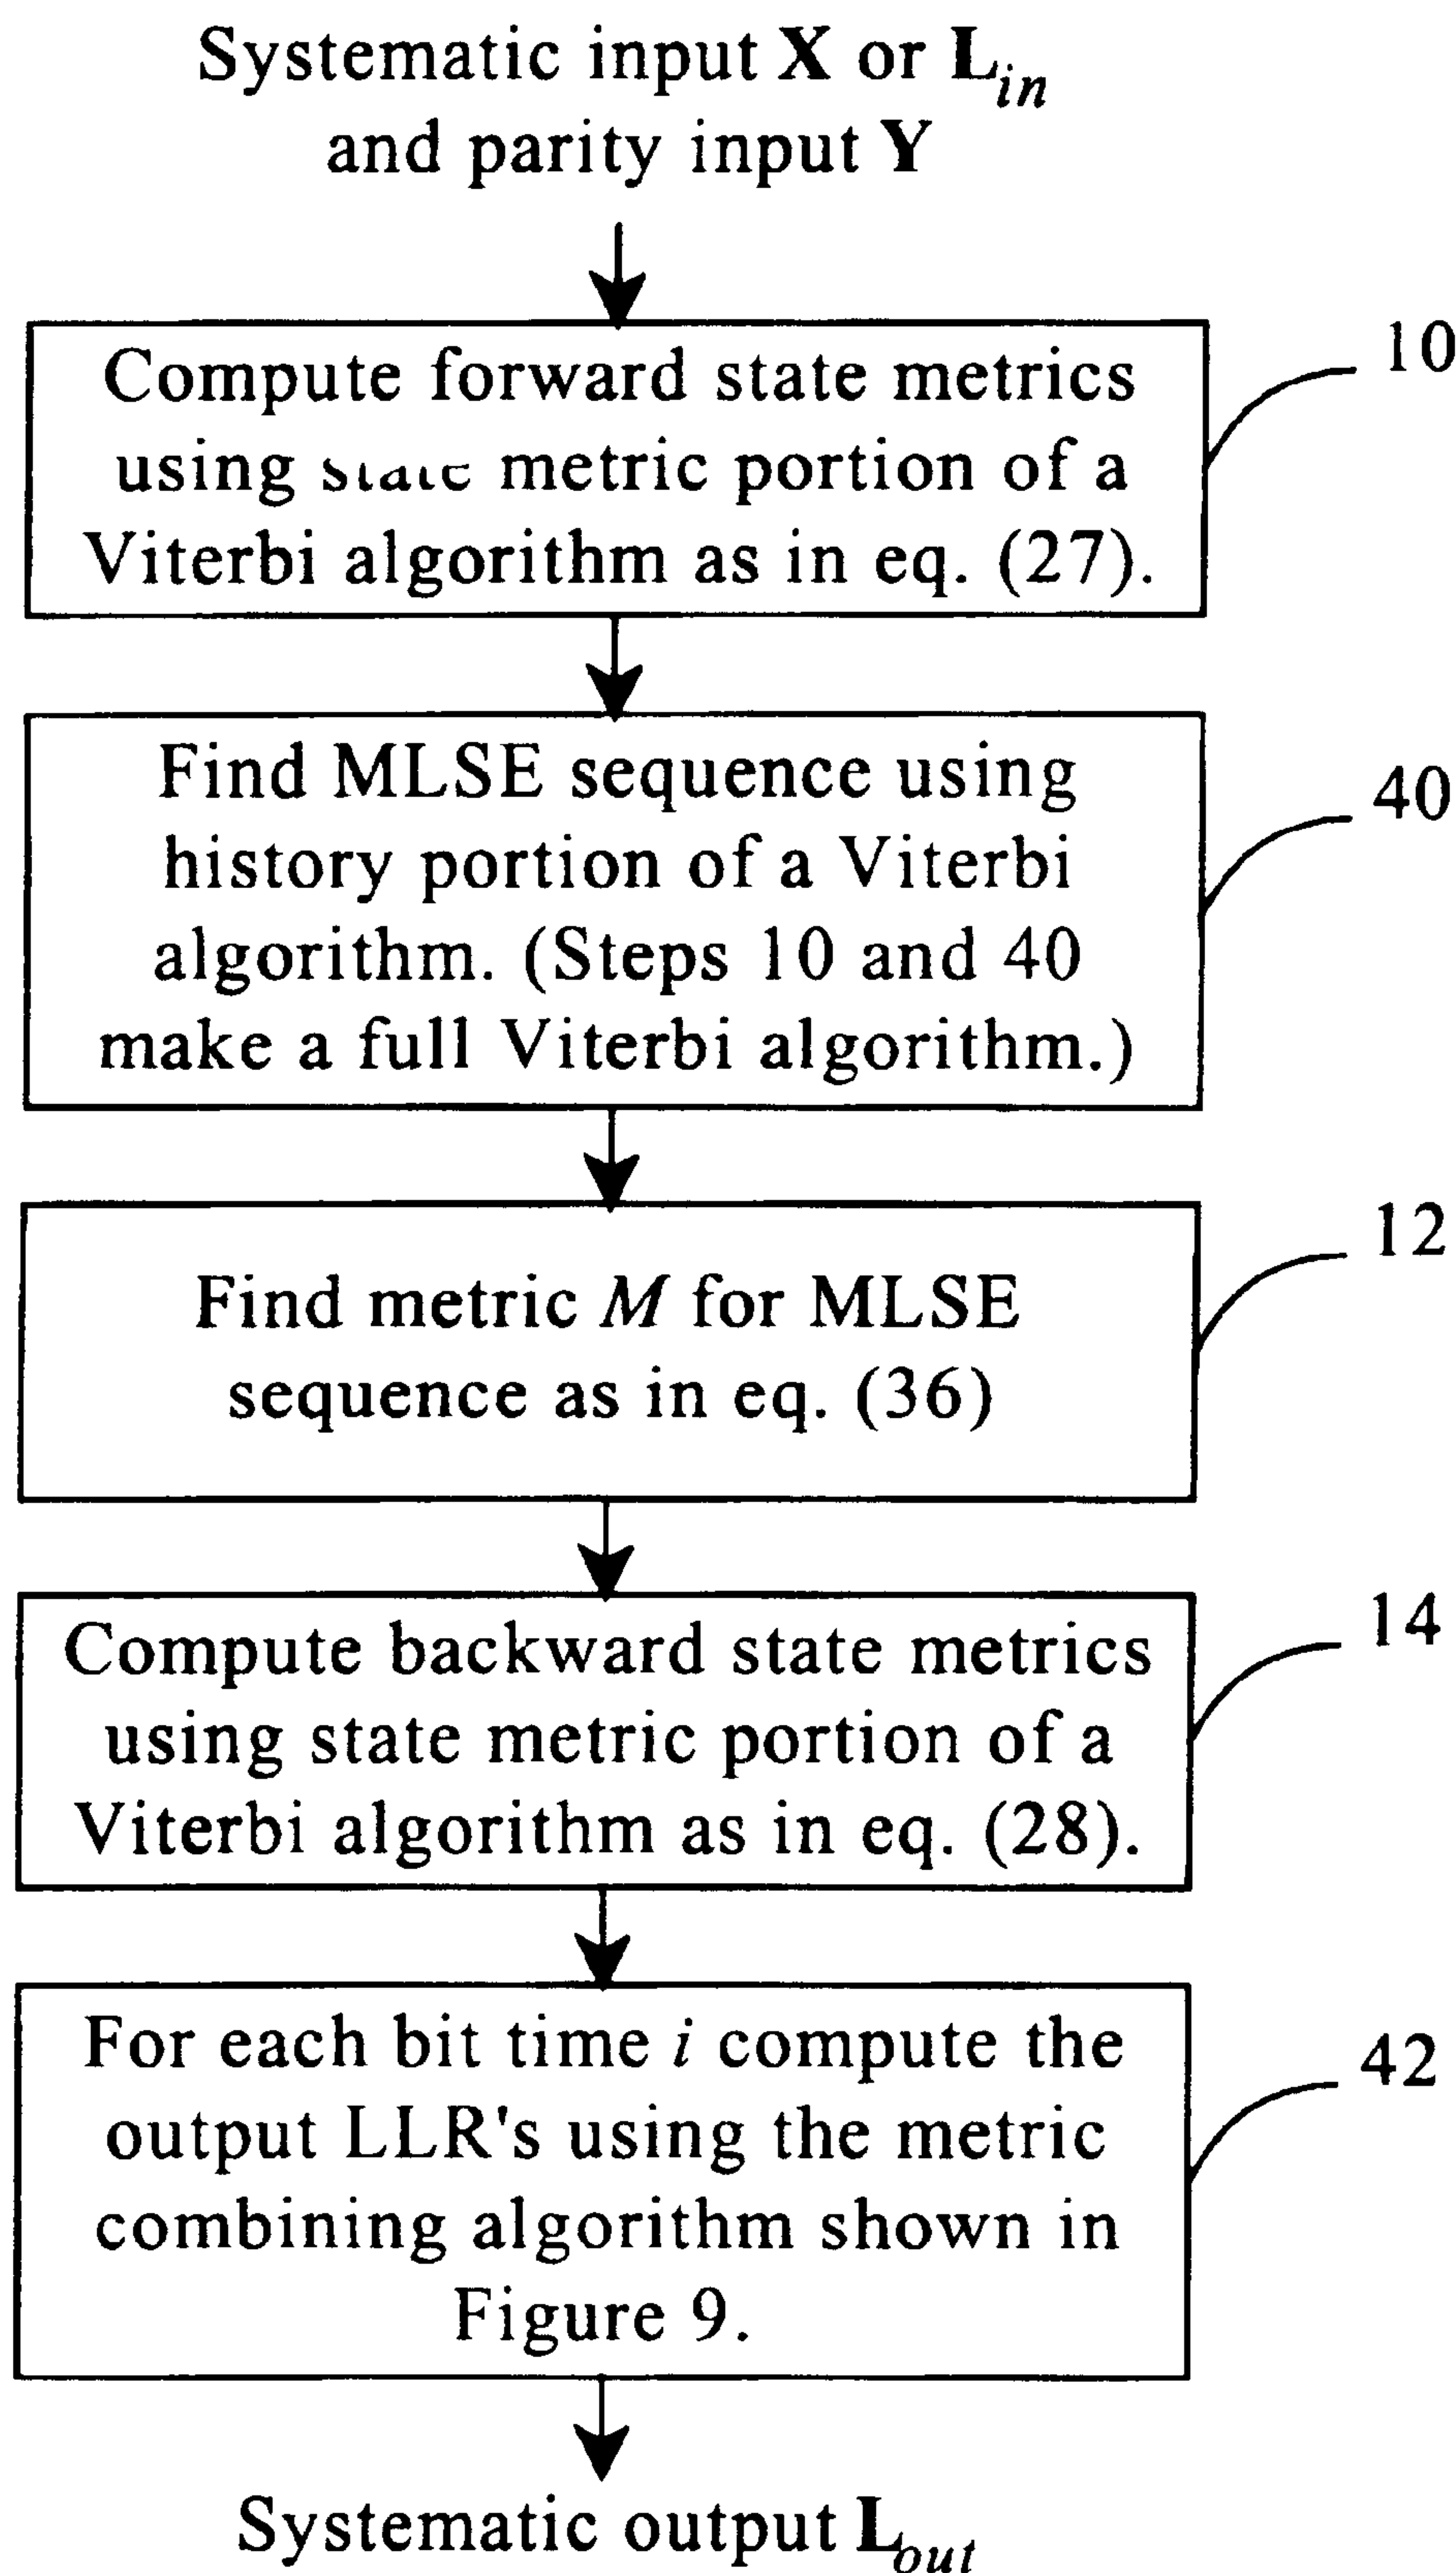 Systematic input X or L_in
and parity input Y
Compute forward state metrics
10
using state metric portion of a
Viterbi algorithm as in eq. (27).
Find MLSE sequence using
40
history portion of a Viterbi
algorithm. (Steps 10 and 40
make a full Viterbi algorithm.)
12
Find metric M for MLSE
sequence as in eq. (36)
14
Compute backward state metrics
using state metric portion of a
Viterbi algorithm as in eq. (28).
For each bit time i compute the
42
output LLR's using the metric
combining algorithm shown in
Figure 9.
Systematic output L_out